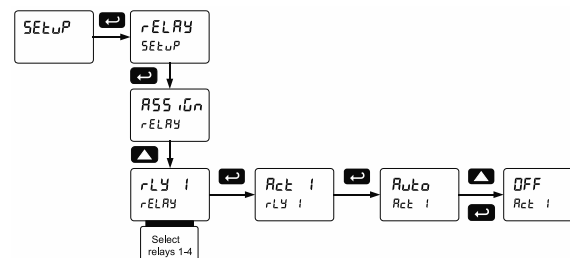 SEtuP
rELAY
SEtuP
ASSiGn
rELAY
rLY 1
rELAY
Act 1
rLY 1
Auto
Act 1
OFF
Act 1
Select
relays 1-4